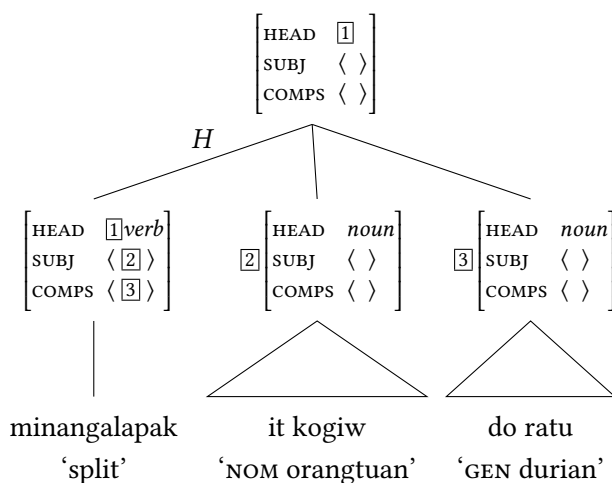 HEAD 1
SUBJ ⟨ ⟩
COMPS ⟨ ⟩
H
HEAD 1 verb
SUBJ ⟨ 2 ⟩
COMPS ⟨ 3 ⟩
2 HEAD noun
SUBJ ⟨ ⟩
COMPS ⟨ ⟩
3 HEAD noun
SUBJ ⟨ ⟩
COMPS ⟨ ⟩
minangalapak it kogiw do ratu
‘split’ ‘NOM orangtuan’ ‘GEN durian’